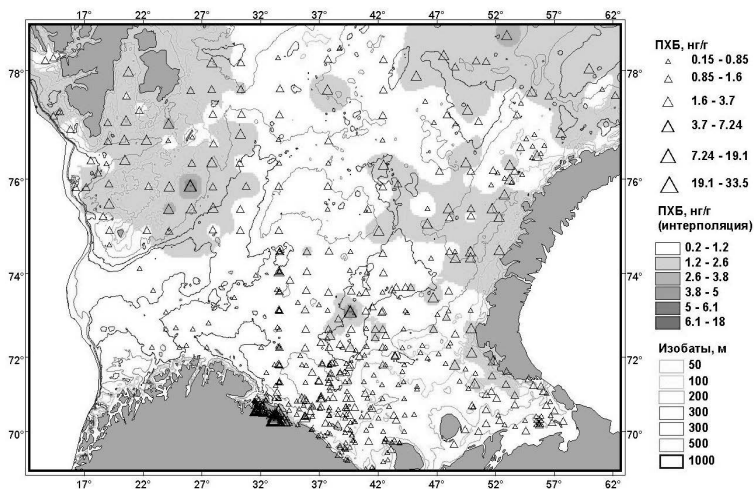 17° 22 27 32 37 42 47 52 57 62°
78°
76°
74°
72°
70°
78°
76°
74°
72°
70°
17° 22 27 32 37 42 47 52 57 62°
ПХБ, нг/г
0.15 - 0.85
0.85 - 1.6
1.6 - 3.7
3.7 - 7.24
7.24 - 19.1
19.1 - 33.5
ПХБ, нг/г
(интерполяция)
0.2 - 1.2
1.2 - 2.6
2.6 - 3.8
3.8 - 5
5 - 6.1
6.1 - 18
Изобаты, м
50
100
200
300
300
500
1000